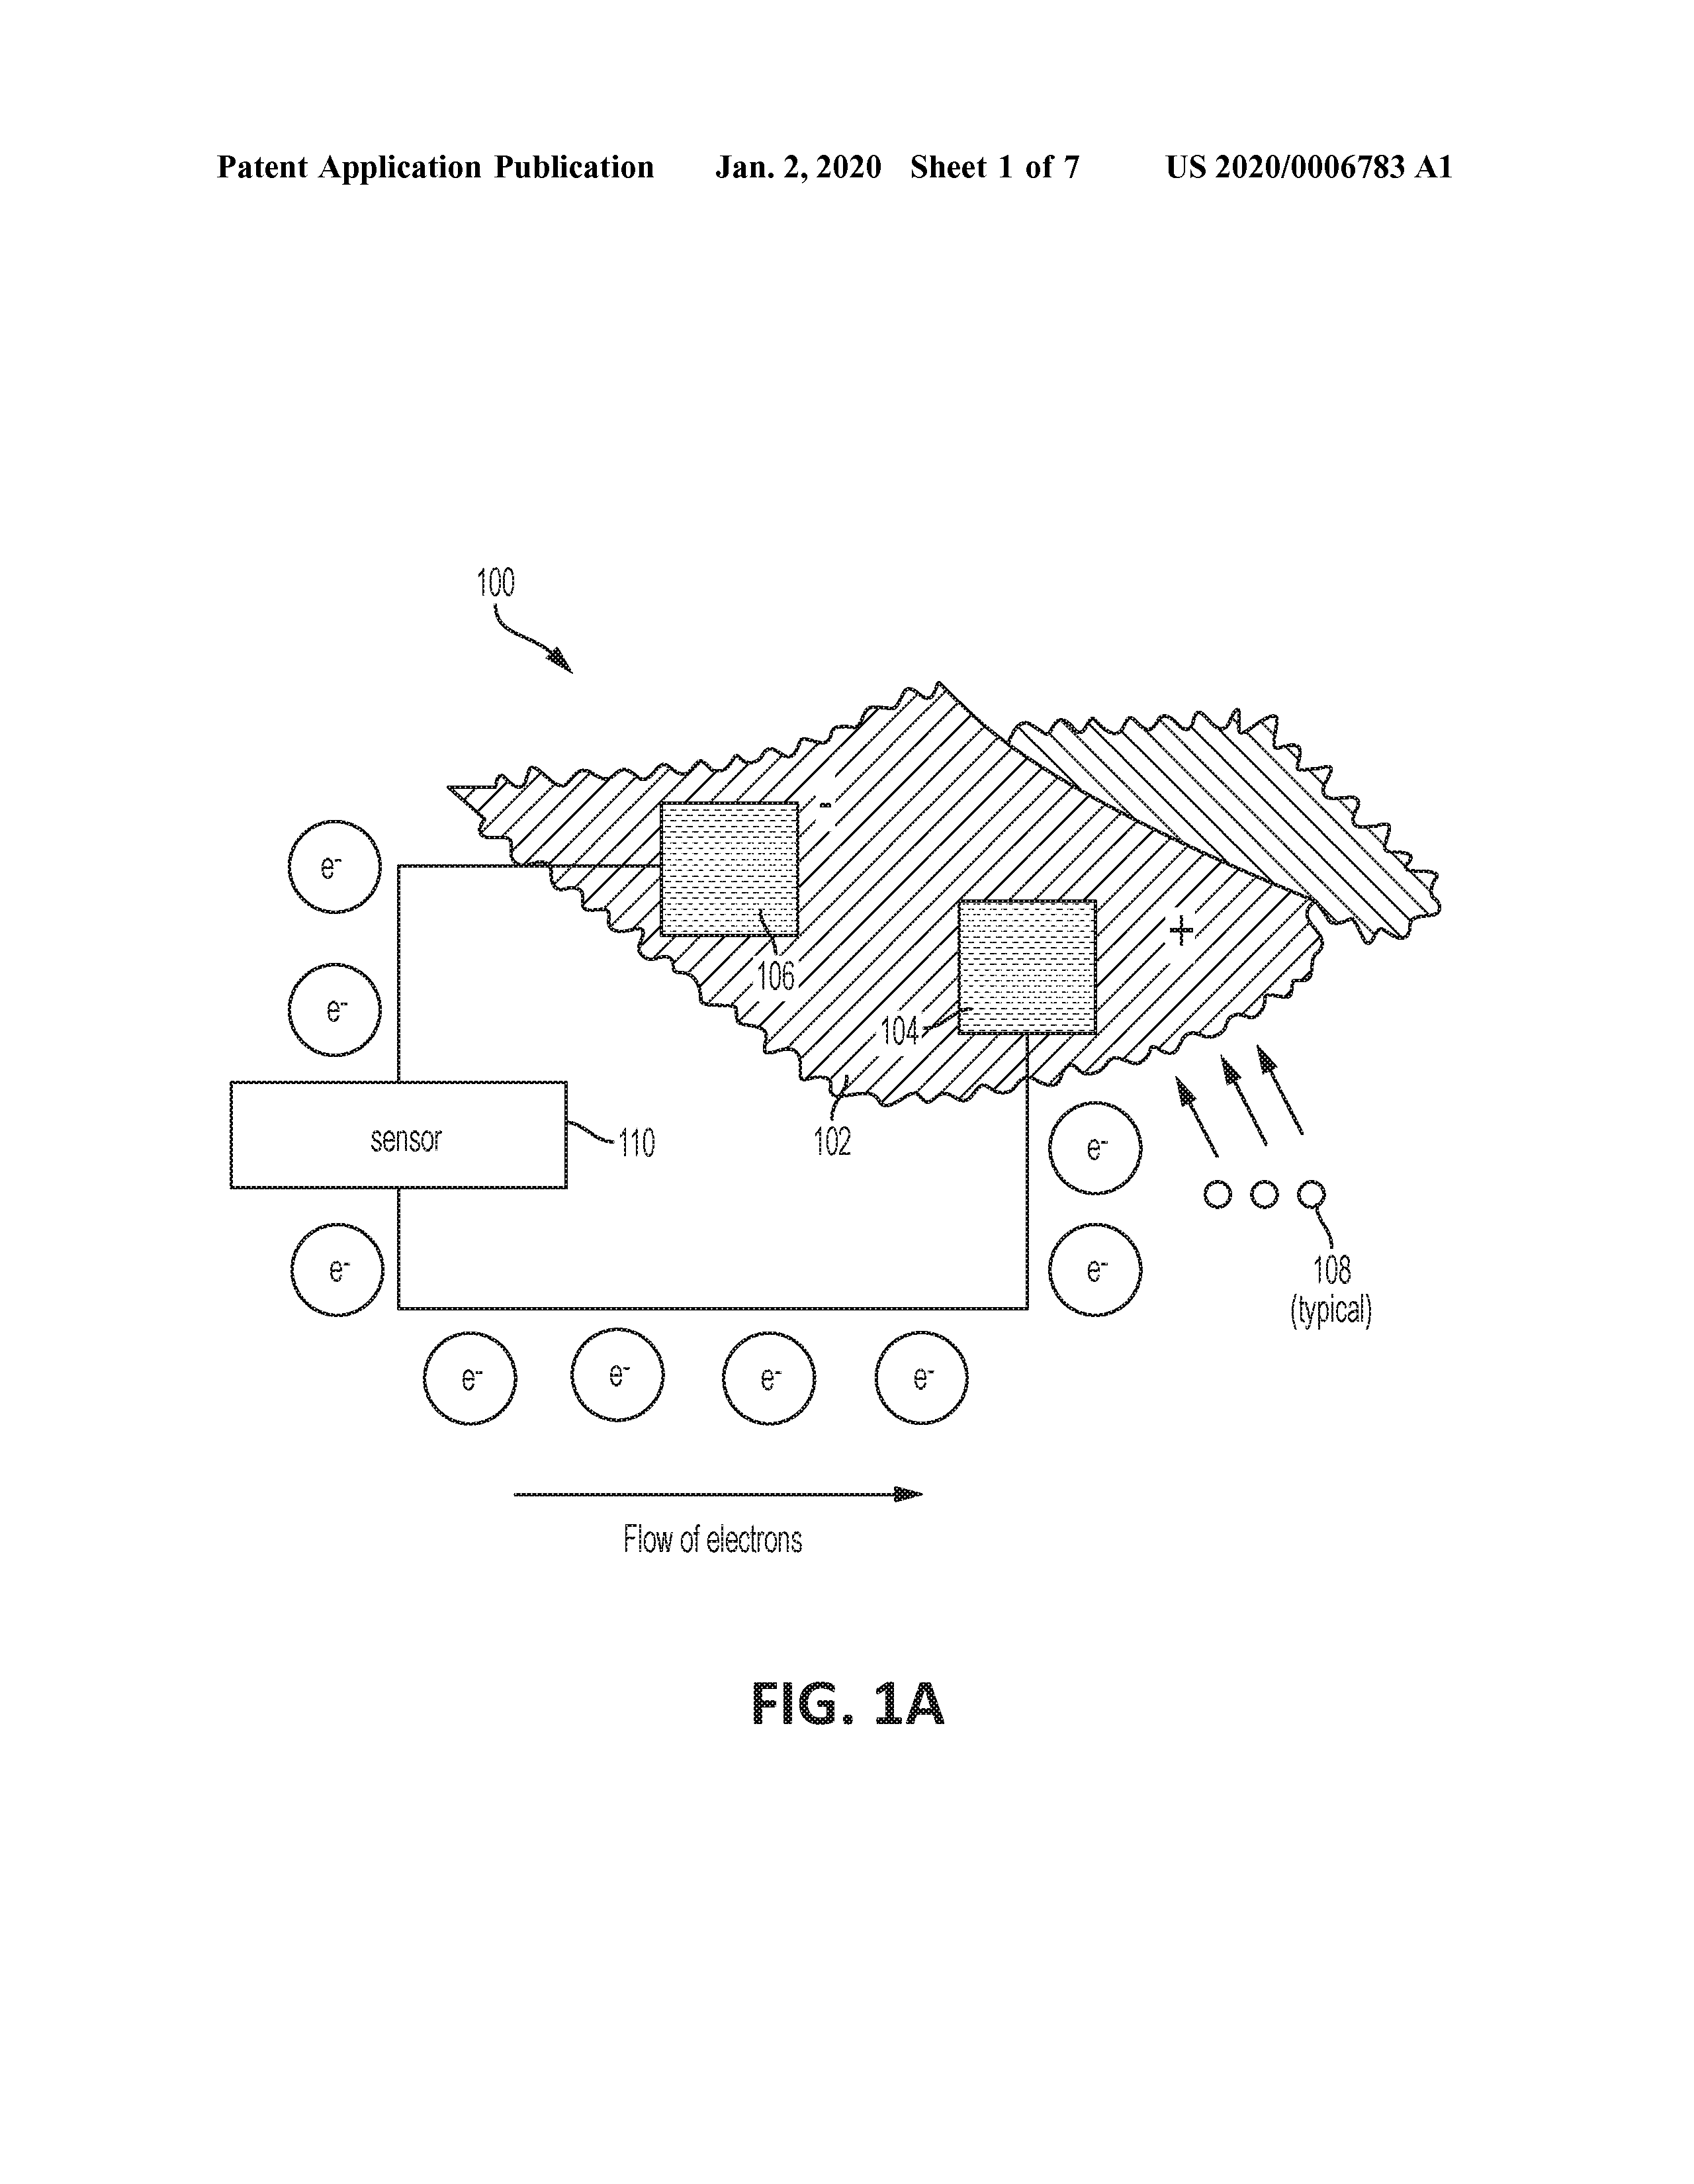 Patent Application Publication Jan. 2, 2020 Sheet 1 of 7 US 2020/0006783 A1
100
-
e⁻
106
+
104
e⁻
102
sensor
110
e⁻
e⁻
e⁻
108
(typical)
e⁻
e⁻
e⁻
e⁻
Flow of electrons
FIG. 1A